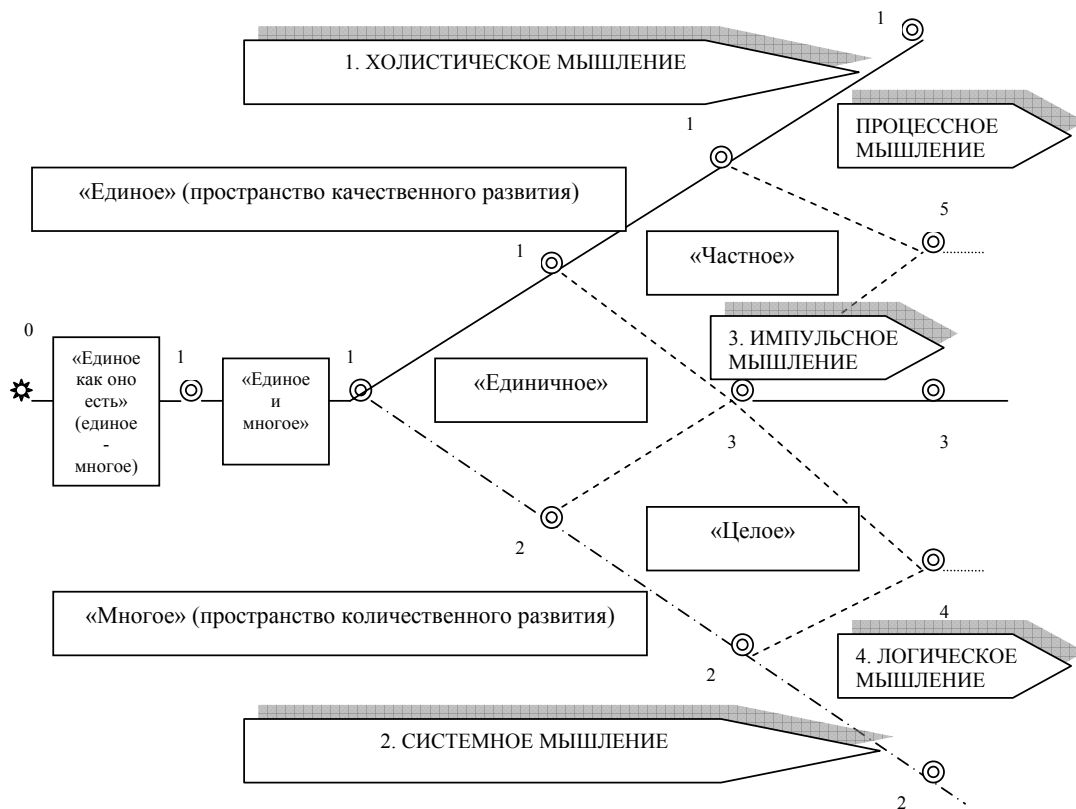 1
1. ХОЛИСТИЧЕСКОЕ МЫШЛЕНИЕ
1
ПРОЦЕССНОЕ
МЫШЛЕНИЕ
«Единое» (пространство качественного развития)
5
1
«Частное»
0
«Единое
как оно
есть»
(единое
-
многое)
1
«Единое
и
многое»
1
3. ИМПУЛЬСНОЕ
МЫШЛЕНИЕ
«Единичное»
3
3
2
«Целое»
«Многое» (пространство количественного развития)
4
2
4. ЛОГИЧЕСКОЕ
МЫШЛЕНИЕ
2. СИСТЕМНОЕ МЫШЛЕНИЕ
2